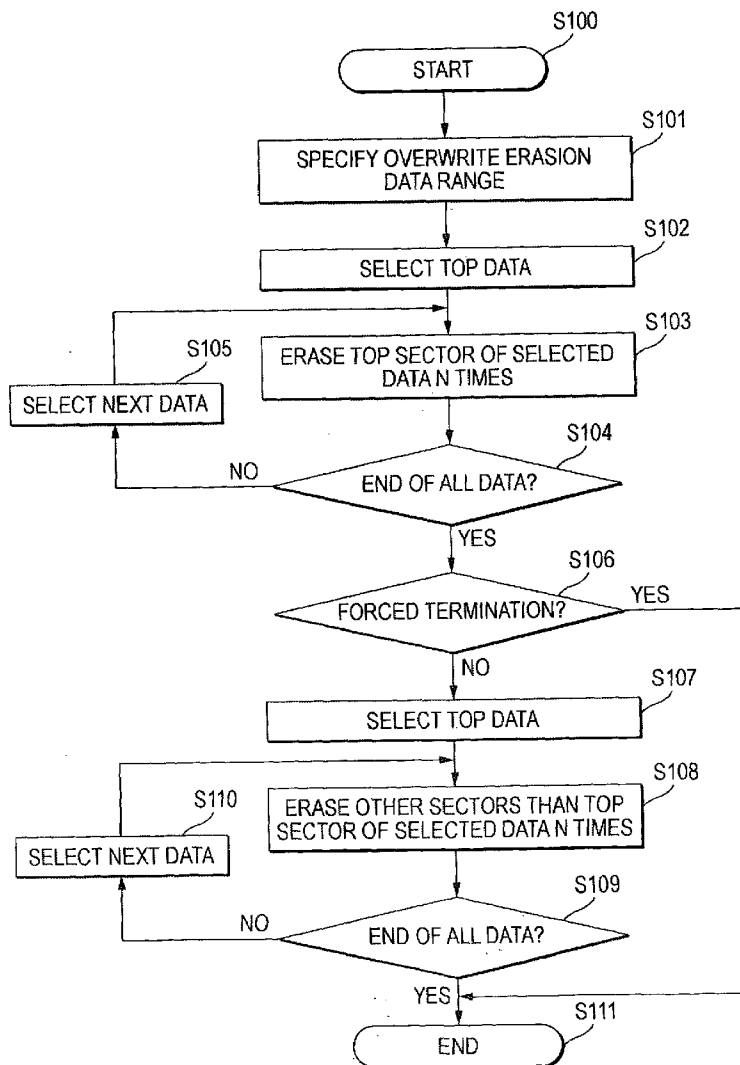 S100
START
S101
SPECIFY OVERWRITE ERASION
DATA RANGE
S102
SELECT TOP DATA
S103
ERASE TOP SECTOR OF SELECTED
DATA N TIMES
S105
SELECT NEXT DATA
S104
NO
END OF ALL DATA?
YES
S106
FORCED TERMINATION?
YES
NO
S107
SELECT TOP DATA
S108
ERASE OTHER SECTORS THAN TOP
SECTOR OF SELECTED DATA N TIMES
S110
SELECT NEXT DATA
S109
NO
END OF ALL DATA?
YES
S111
END